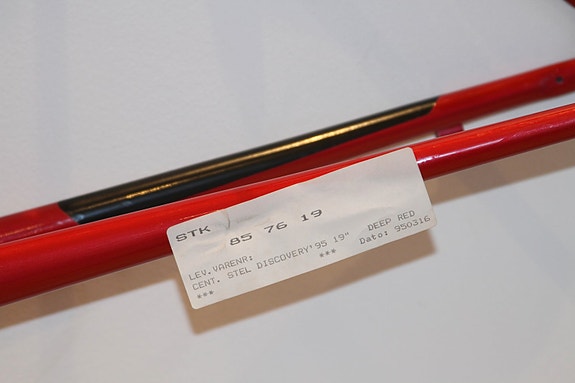 STK 85 76 19
LEV.VARENR:
CENT. STEL DISCOVERY'95 19" DEEP RED
*** *** Dato: 950316